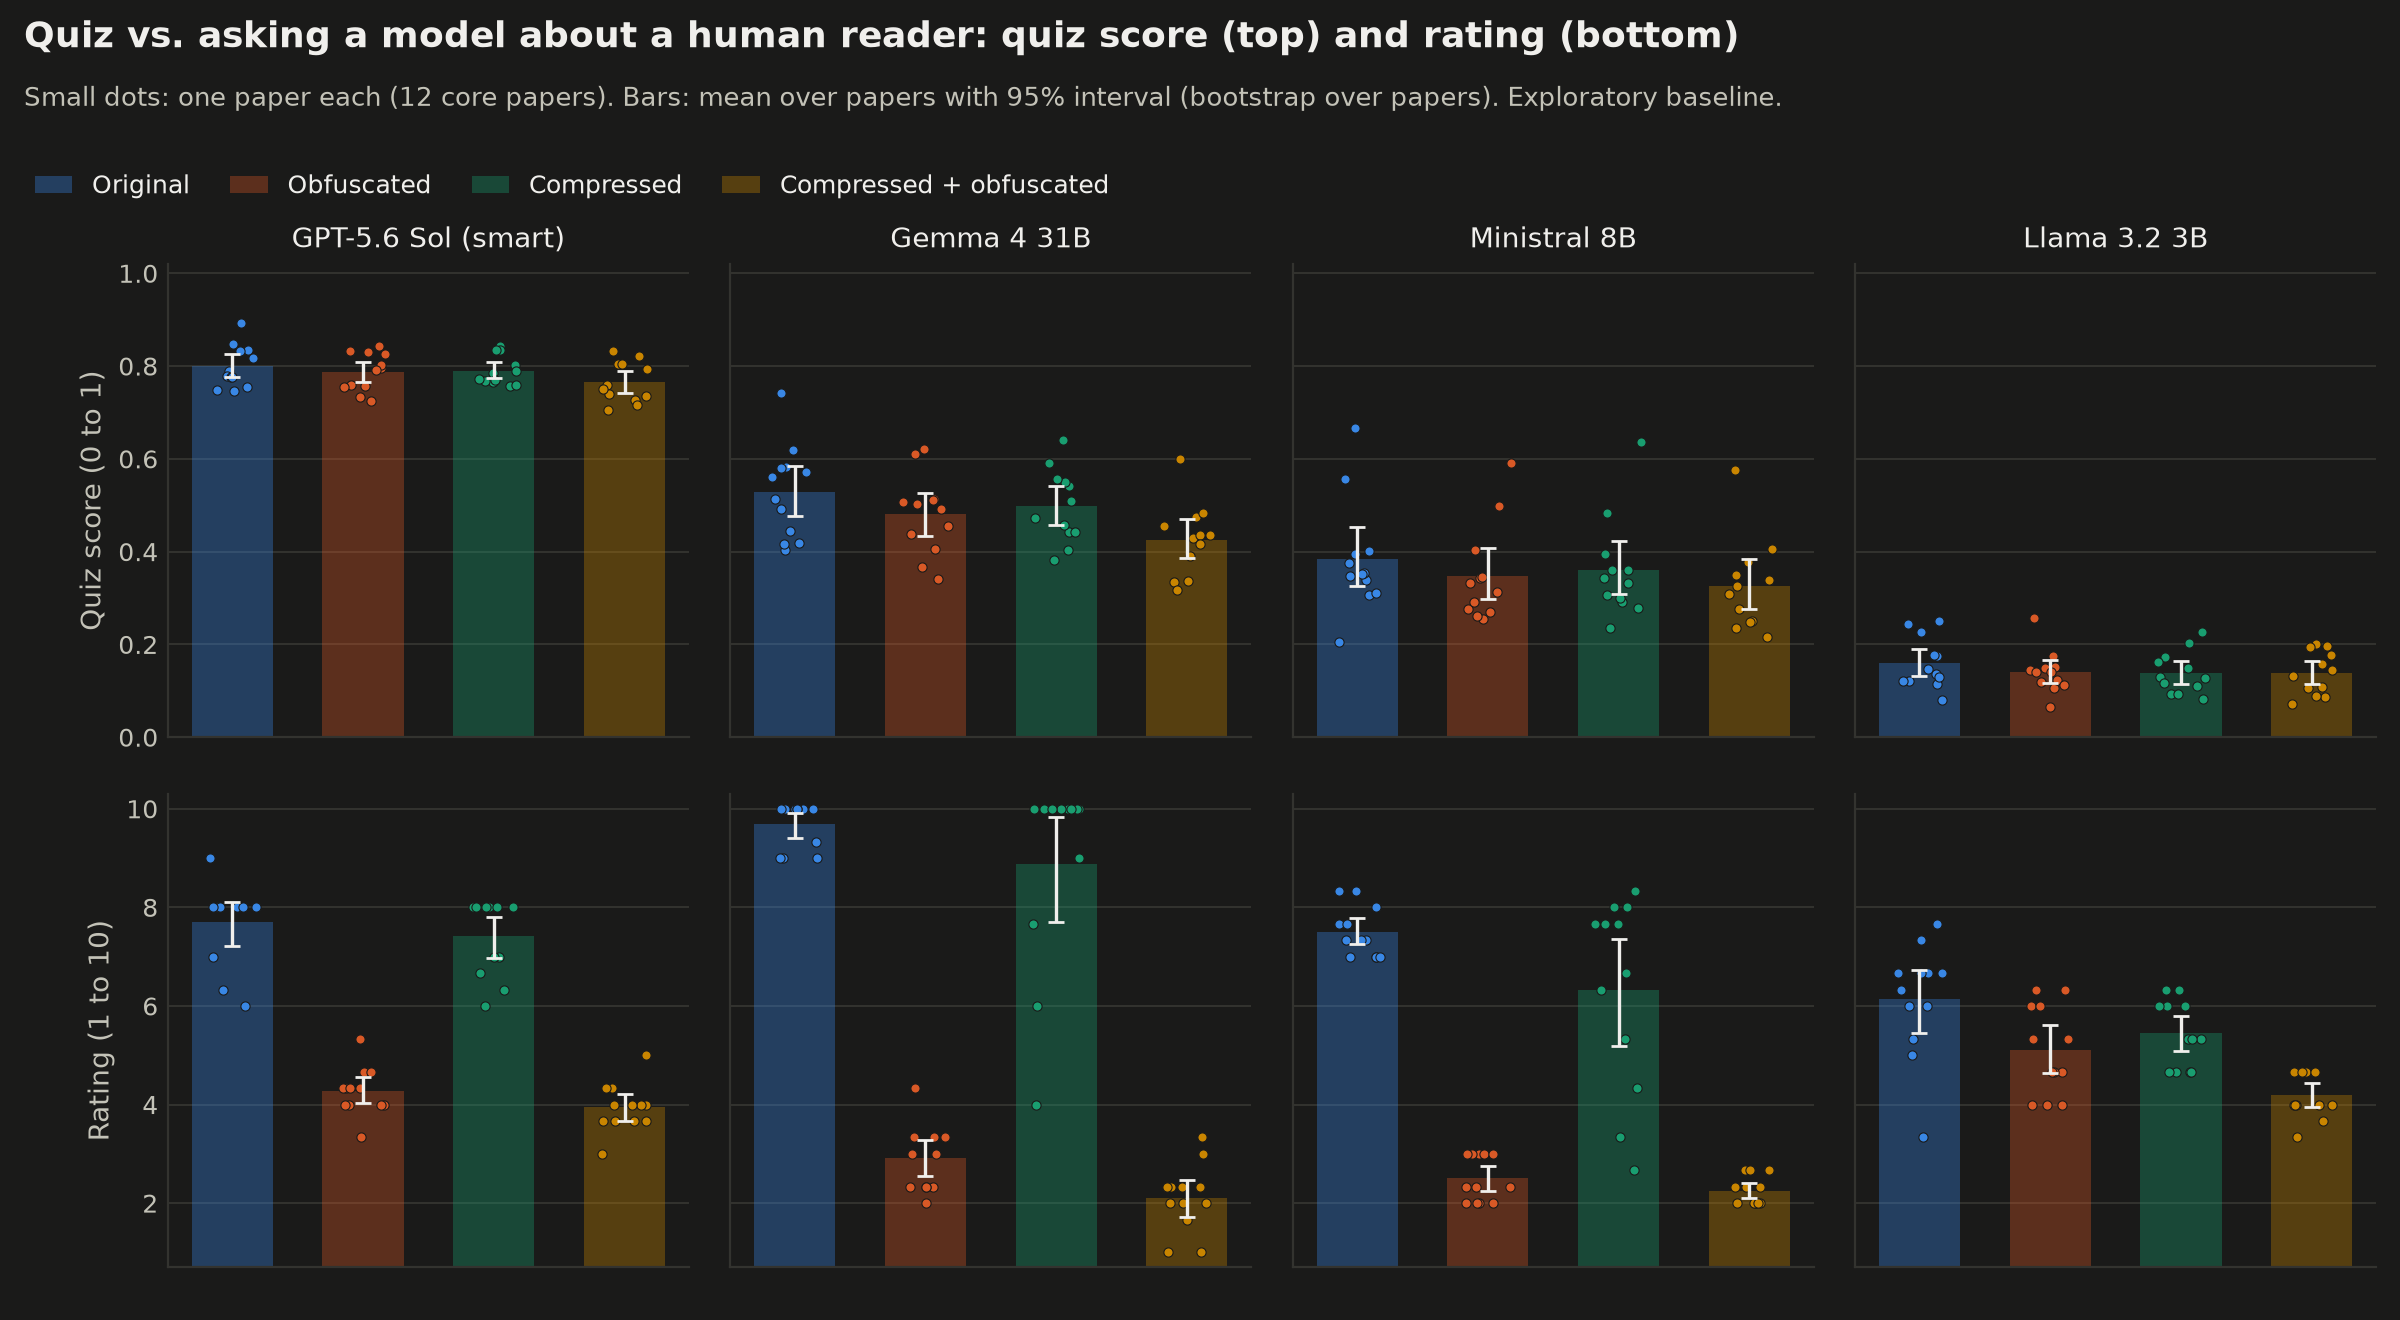 Quiz vs. asking a model about a human reader: quiz score (top) and rating (bottom)
Small dots: one paper each (12 core papers). Bars: mean over papers with 95% interval (bootstrap over papers). Exploratory baseline.
Original
Obfuscated
Compressed
Compressed + obfuscated
GPT-5.6 Sol (smart)
Gemma 4 31B
Ministral 8B
Llama 3.2 3B
Quiz score (0 to 1)
1.0
0.8
0.6
0.4
0.2
0.0
Rating (1 to 10)
10
8
6
4
2